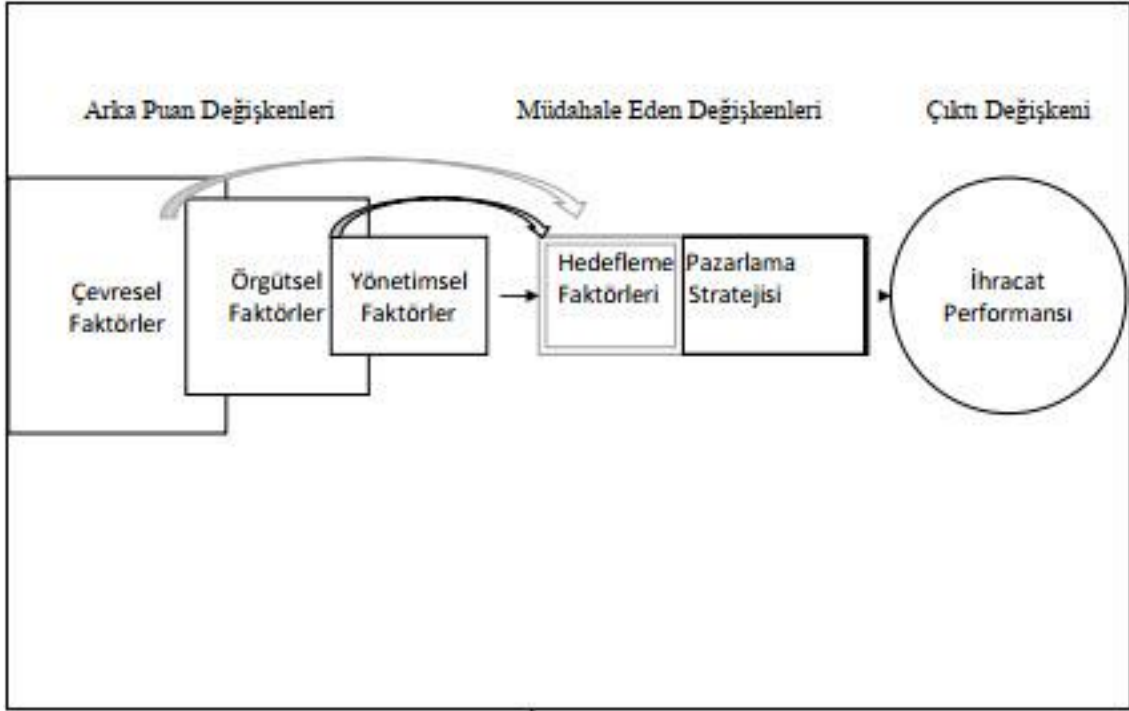 Arka Puan Değişkenleri
Müdahale Eden Değişkenleri
Çıktı Değişkeni
Çevresel
Faktörler
Örgütsel
Faktörler
Yönetimsel
Faktörler
Hedefleme
Faktörleri
Pazarlama
Stratejisi
İhracat
Performansı